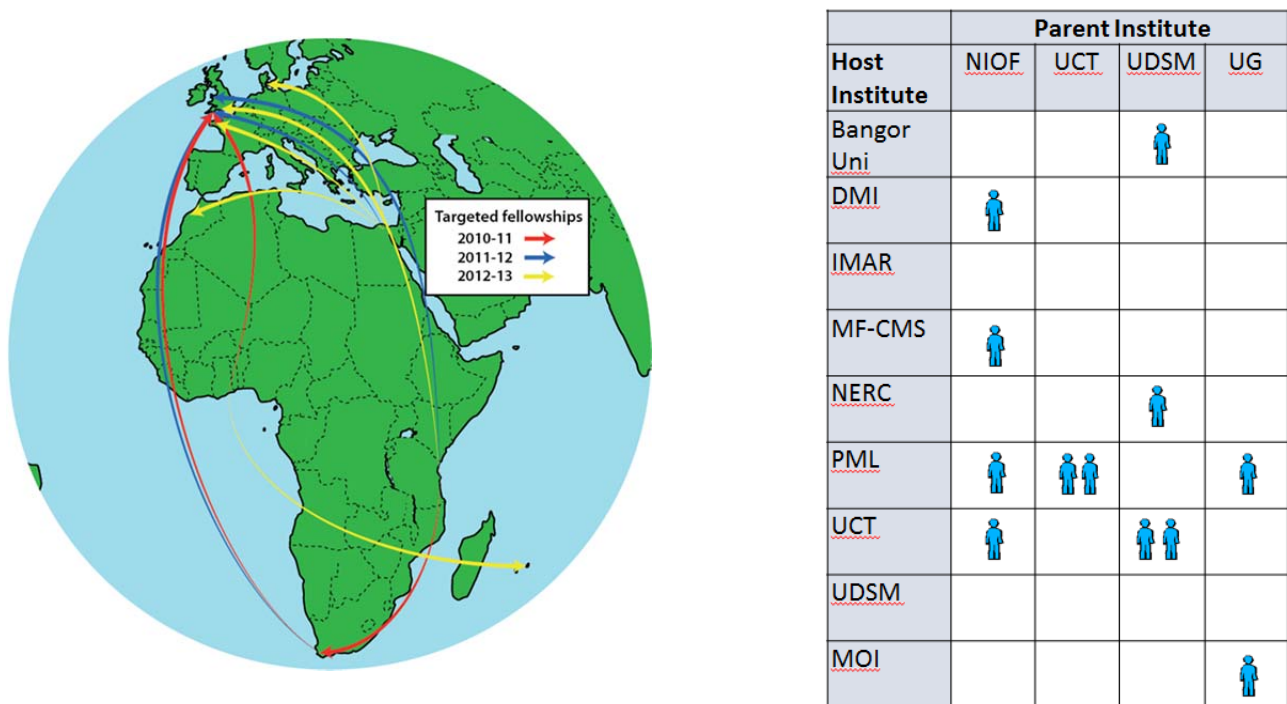 Targeted fellowships
2010-11
2011-12
2012-13
Parent Institute
Host
Institute
NIOF
UCT
UDSM
UG
Bangor
Uni
DMI
IMAR
MF-CMS
NERC
PML
UCT
UDSM
MOI